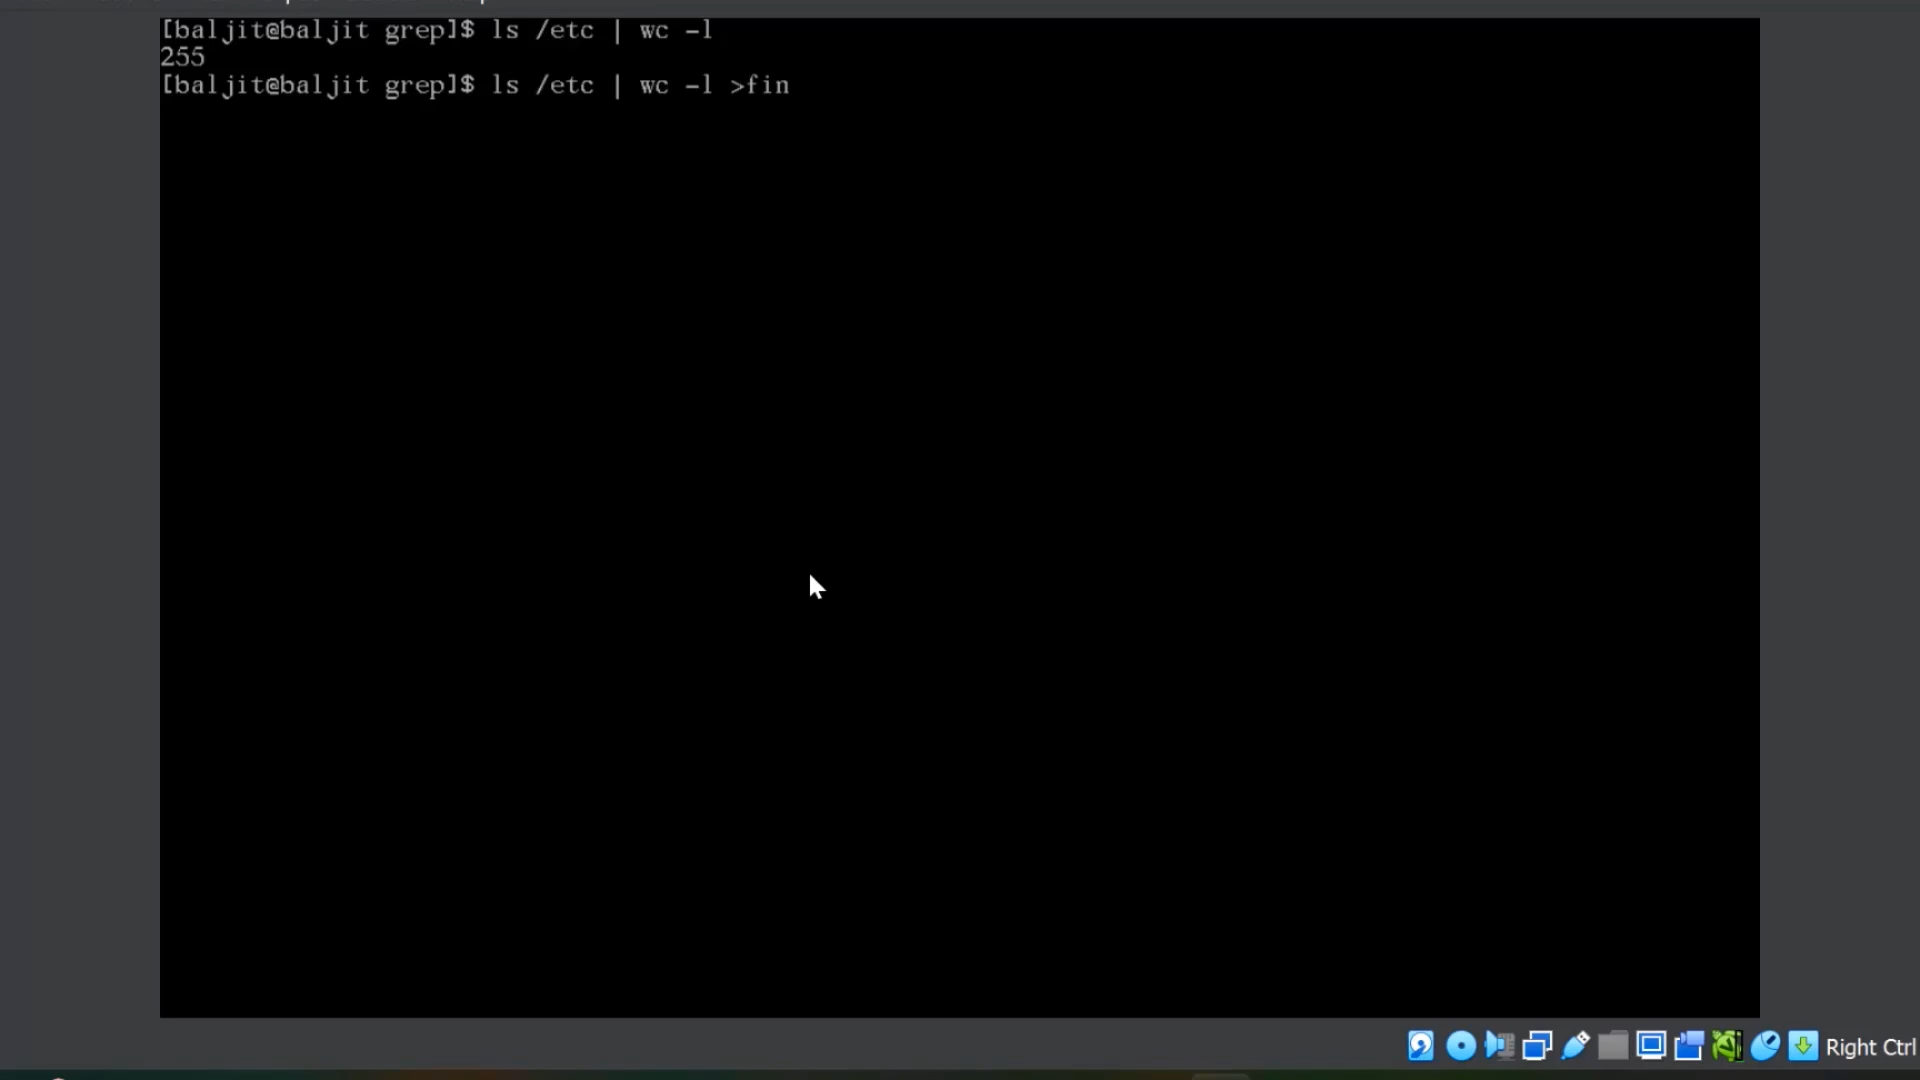 [baljit@baljit grep]$ ls /etc | wc -l
255
[baljit@baljit grep]$ ls /etc | wc -l >fin
Right Ctrl